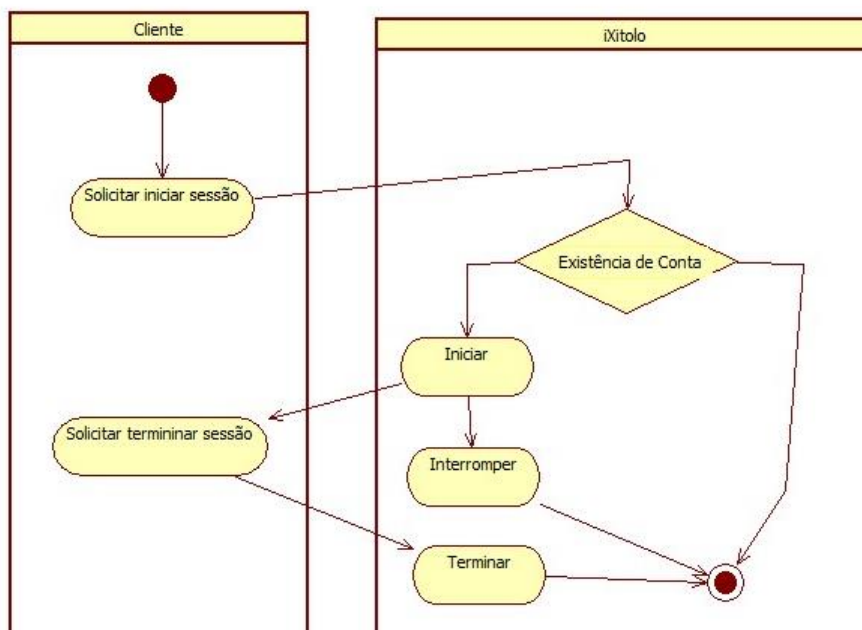 Cliente
iXitolo
Solicitar iniciar sessão
Existência de Conta
Iniciar
Solicitar termininar sessão
Interromper
Terminar